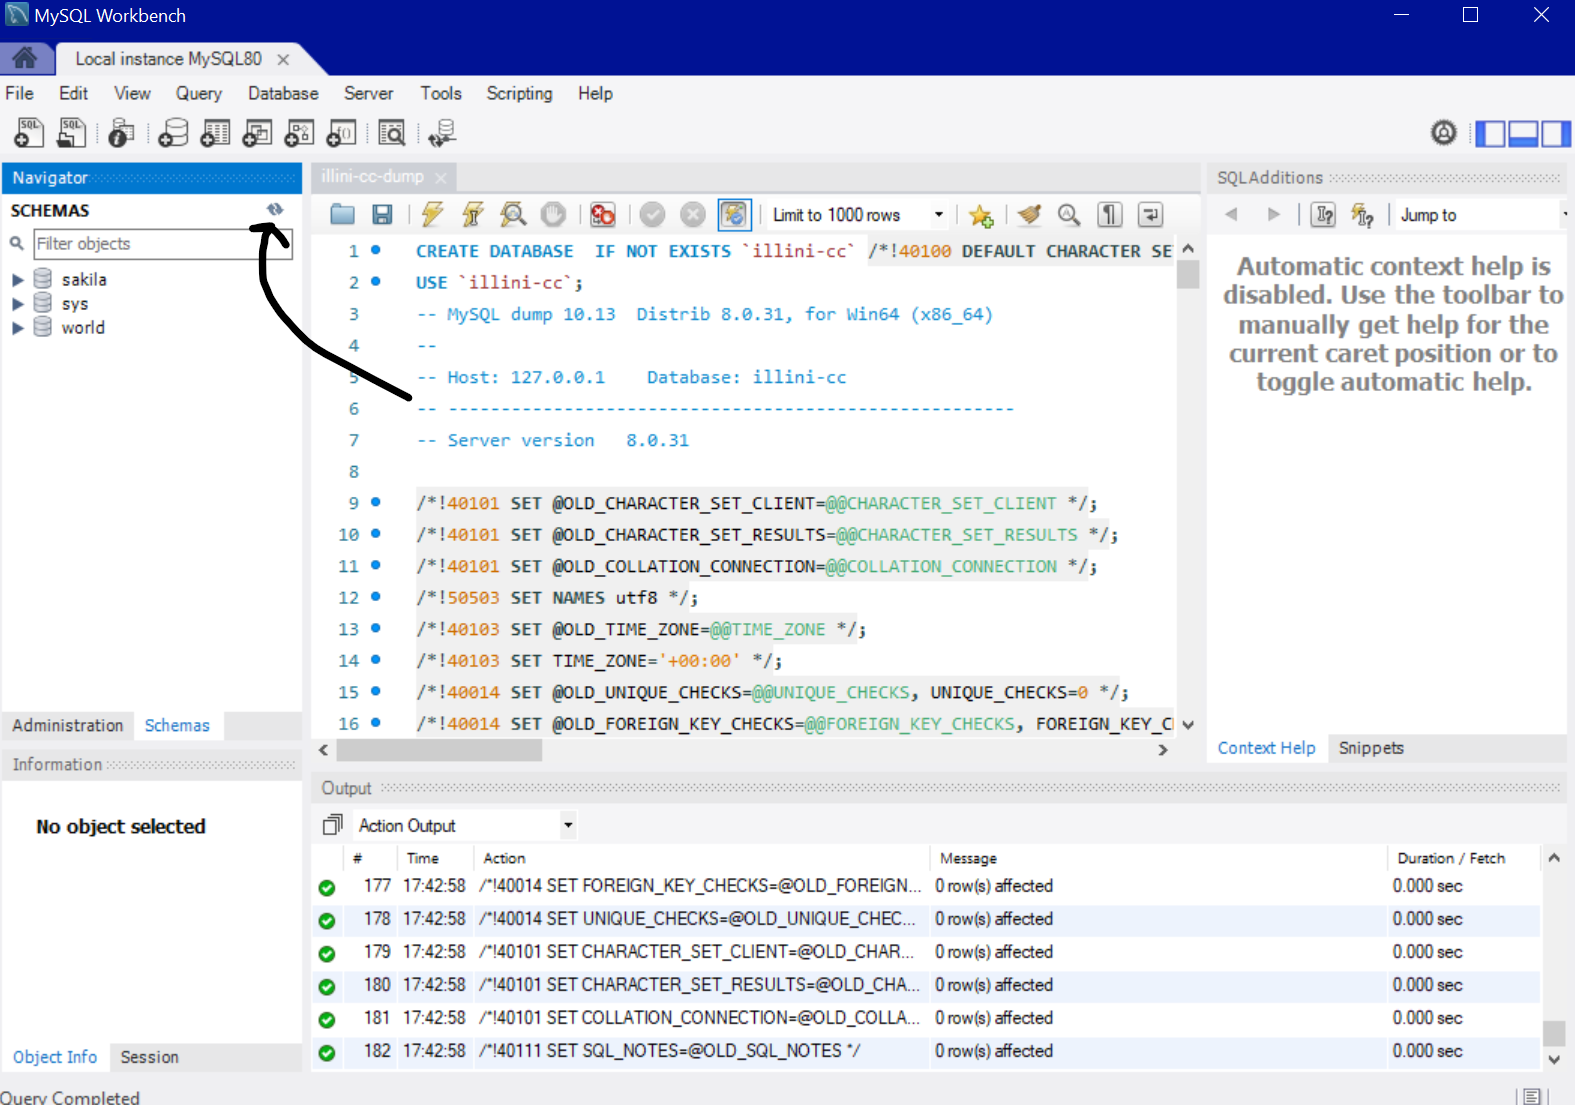 MySQL Workbench
Local instance MySQL80
File Edit View Query Database Server Tools Scripting Help
Navigator
SCHEMAS
Filter objects
sakila
sys
world
Administration Schemas
Information
No object selected
Object Info Session
Query Completed
illini-cc-dump
Limit to 1000 rows
1 CREATE DATABASE  IF NOT EXISTS `illini-cc` /*!40100 DEFAULT CHARACTER SE
2 USE `illini-cc`;
3 -- MySQL dump 10.13  Distrib 8.0.31, for Win64 (x86_64)
4 --
5 -- Host: 127.0.0.1    Database: illini-cc
6 -- ------------------------------------------------------
7 -- Server version	8.0.31
8
9 /*!40101 SET @OLD_CHARACTER_SET_CLIENT=@@CHARACTER_SET_CLIENT */;
10 /*!40101 SET @OLD_CHARACTER_SET_RESULTS=@@CHARACTER_SET_RESULTS */;
11 /*!40101 SET @OLD_COLLATION_CONNECTION=@@COLLATION_CONNECTION */;
12 /*!50503 SET NAMES utf8 */;
13 /*!40103 SET @OLD_TIME_ZONE=@@TIME_ZONE */;
14 /*!40103 SET TIME_ZONE='+00:00' */;
15 /*!40014 SET @OLD_UNIQUE_CHECKS=@@UNIQUE_CHECKS, UNIQUE_CHECKS=0 */;
16 /*!40014 SET @OLD_FOREIGN_KEY_CHECKS=@@FOREIGN_KEY_CHECKS, FOREIGN_KEY_C
SQLAdditions
Jump to
Automatic context help is
disabled. Use the toolbar to
manually get help for the
current caret position or to
toggle automatic help.
Context Help Snippets
Output
Action Output
# Time Action Message Duration / Fetch
177 17:42:58 /*!40014 SET FOREIGN_KEY_CHECKS=@OLD_FOREIGN... 0 row(s) affected 0.000 sec
178 17:42:58 /*!40014 SET UNIQUE_CHECKS=@OLD_UNIQUE_CHEC... 0 row(s) affected 0.000 sec
179 17:42:58 /*!40101 SET CHARACTER_SET_CLIENT=@OLD_CHAR... 0 row(s) affected 0.000 sec
180 17:42:58 /*!40101 SET CHARACTER_SET_RESULTS=@OLD_CHA... 0 row(s) affected 0.000 sec
181 17:42:58 /*!40101 SET COLLATION_CONNECTION=@OLD_COLLA... 0 row(s) affected 0.000 sec
182 17:42:58 /*!40111 SET SQL_NOTES=@OLD_SQL_NOTES */ 0 row(s) affected 0.000 sec